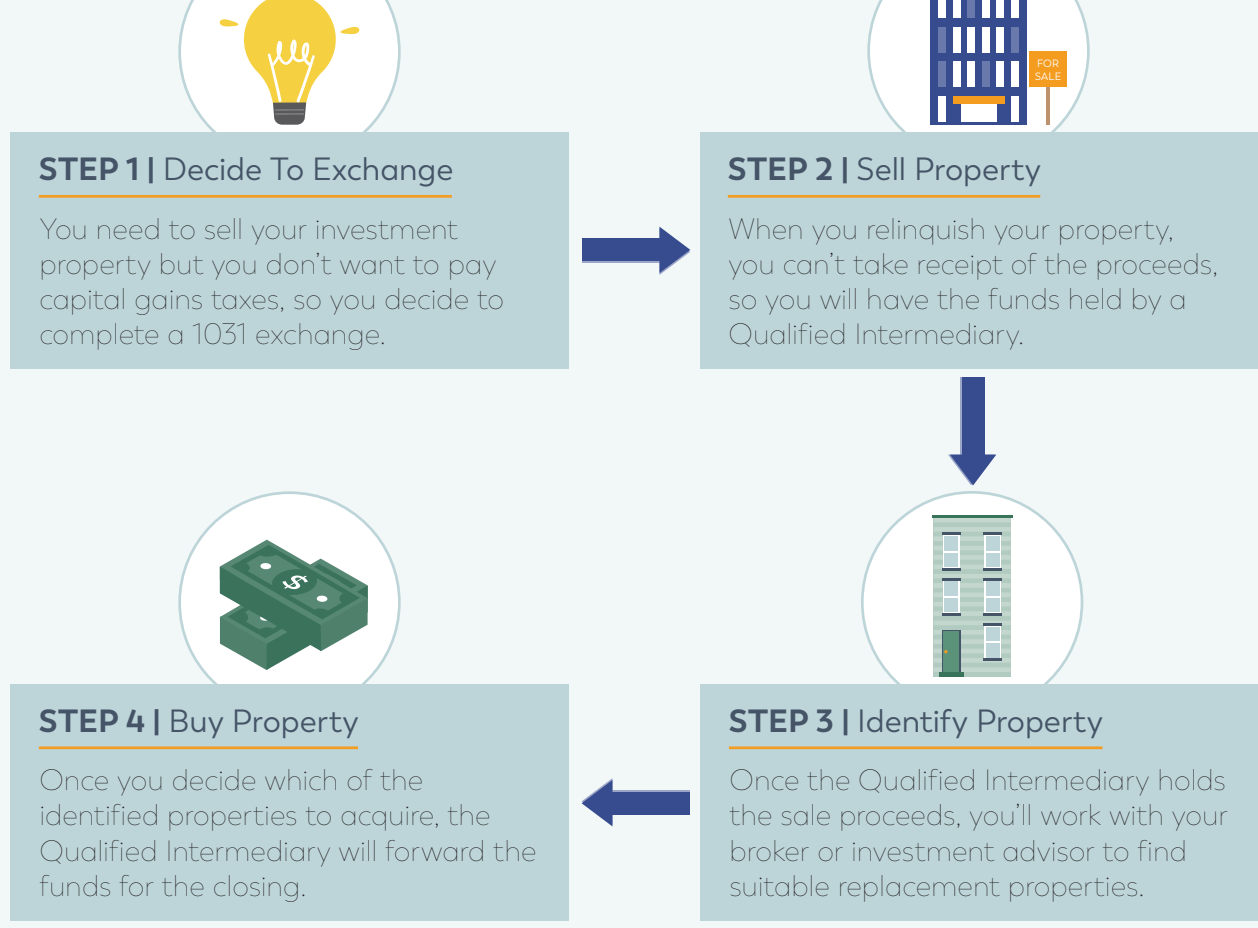 FOR
SALE
STEP 1 | Decide To Exchange
You need to sell your investment
property but you don't want to pay
capital gains taxes, so you decide to
complete a 1031 exchange.
STEP 2 | Sell Property
When you relinquish your property,
you can't take receipt of the proceeds,
so you will have the funds held by a
Qualified Intermediary.
STEP 3 | Identify Property
Once the Qualified Intermediary holds
the sale proceeds, you'll work with your
broker or investment advisor to find
suitable replacement properties.
STEP 4 | Buy Property
Once you decide which of the
identified properties to acquire, the
Qualified Intermediary will forward the
funds for the closing.